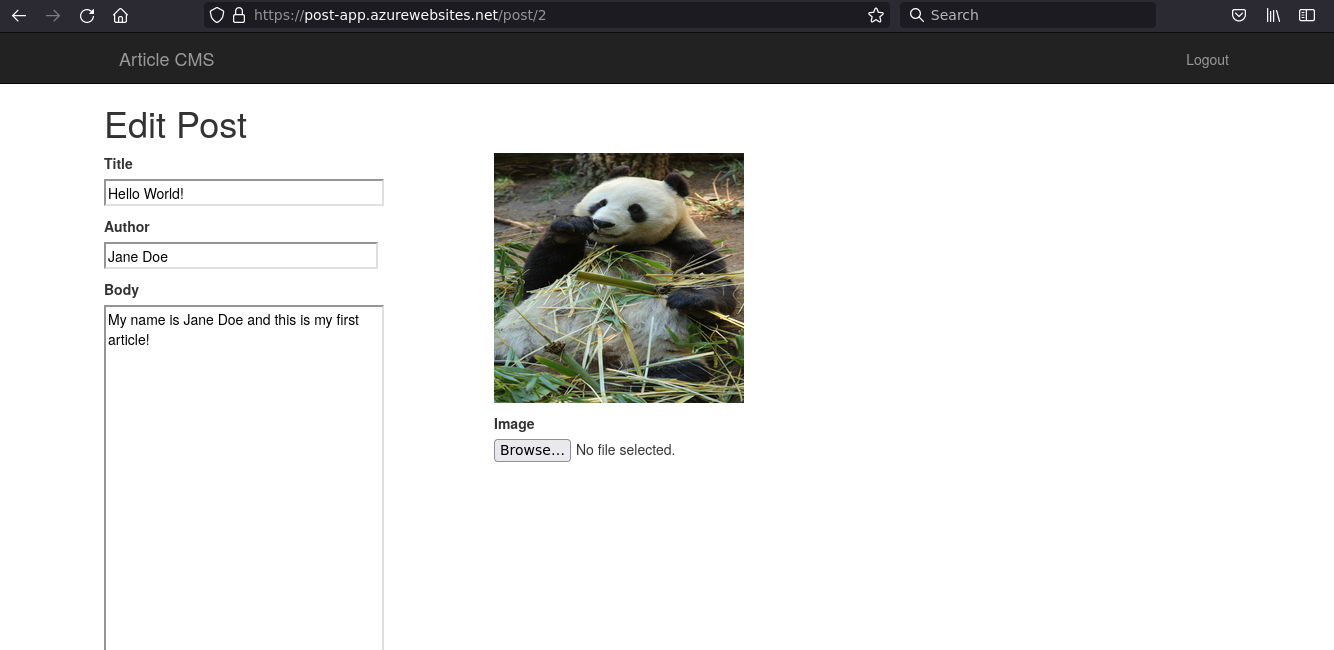 https://post-app.azurewebsites.net/post/2
Search
Article CMS
Logout
Edit Post
Title
Hello World!
Author
Jane Doe
Body
My name is Jane Doe and this is my first
article!
Image
Browse… No file selected.